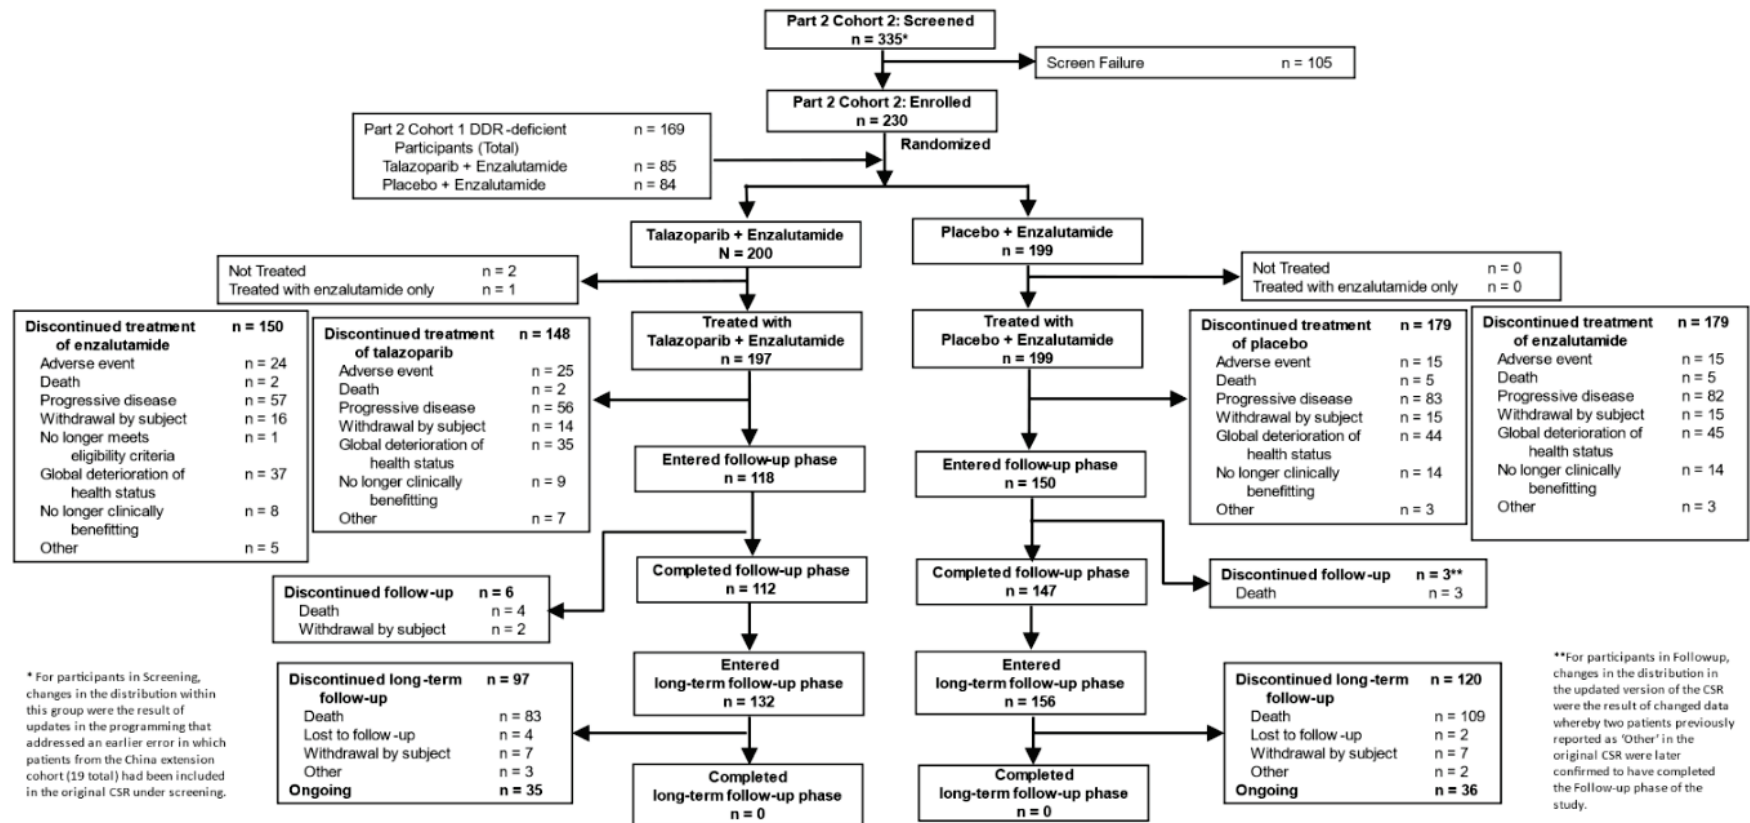 Part 2 Cohort 2: Screened
n = 335*
Screen Failure n = 105
Part 2 Cohort 2: Enrolled
n = 230
Randomized
Part 2 Cohort 1 DDR-deficient n = 169
Participants (Total)
Talazoparib + Enzalutamide n = 85
Placebo + Enzalutamide n = 84
Talazoparib + Enzalutamide
N = 200
Placebo + Enzalutamide
n = 199
Not Treated n = 2
Treated with enzalutamide only n = 1
Not Treated n = 0
Treated with enzalutamide only n = 0
Discontinued treatment n = 150
of enzalutamide
Adverse event n = 24
Death n = 2
Progressive disease n = 57
Withdrawal by subject n = 16
No longer meets n = 1
eligibility criteria
Global deterioration of n = 37
health status
No longer clinically n = 8
benefitting
Other n = 5
Discontinued treatment n = 148
of talazoparib
Adverse event n = 25
Death n = 2
Progressive disease n = 56
Withdrawal by subject n = 14
Global deterioration of n = 35
health status
No longer clinically n = 9
benefitting
Other n = 7
Treated with
Talazoparib + Enzalutamide
n = 197
Treated with
Placebo + Enzalutamide
n = 199
Discontinued treatment n = 179
of placebo
Adverse event n = 15
Death n = 5
Progressive disease n = 83
Withdrawal by subject n = 15
Global deterioration of n = 44
health status
No longer clinically n = 14
benefitting
Other n = 3
Discontinued treatment n = 179
of enzalutamide
Adverse event n = 15
Death n = 5
Progressive disease n = 82
Withdrawal by subject n = 15
Global deterioration of n = 45
health status
No longer clinically n = 14
benefitting
Other n = 3
Entered follow-up phase
n = 118
Entered follow-up phase
n = 150
Discontinued follow-up n = 6
Death n = 4
Withdrawal by subject n = 2
Completed follow-up phase
n = 112
Completed follow-up phase
n = 147
Discontinued follow-up n = 3**
Death n = 3
Entered
long-term follow-up phase
n = 132
Entered
long-term follow-up phase
n = 156
Discontinued long-term n = 97
follow-up
Death n = 83
Lost to follow-up n = 4
Withdrawal by subject n = 7
Other n = 3
Ongoing n = 35
Discontinued long-term n = 120
follow-up
Death n = 109
Lost to follow-up n = 2
Withdrawal by subject n = 7
Other n = 2
Ongoing n = 36
Completed
long-term follow-up phase
n = 0
Completed
long-term follow-up phase
n = 0
* For participants in Screening,
changes in the distribution within
this group were the result of
updates in the programming that
addressed an earlier error in which
patients from the China extension
cohort (19 total) had been included
in the original CSR under screening.
**For participants in Followup,
changes in the distribution in
the updated version of the CSR
were the result of changed data
whereby two patients previously
reported as 'Other' in the
original CSR were later
confirmed to have completed
the Follow-up phase of the
study.